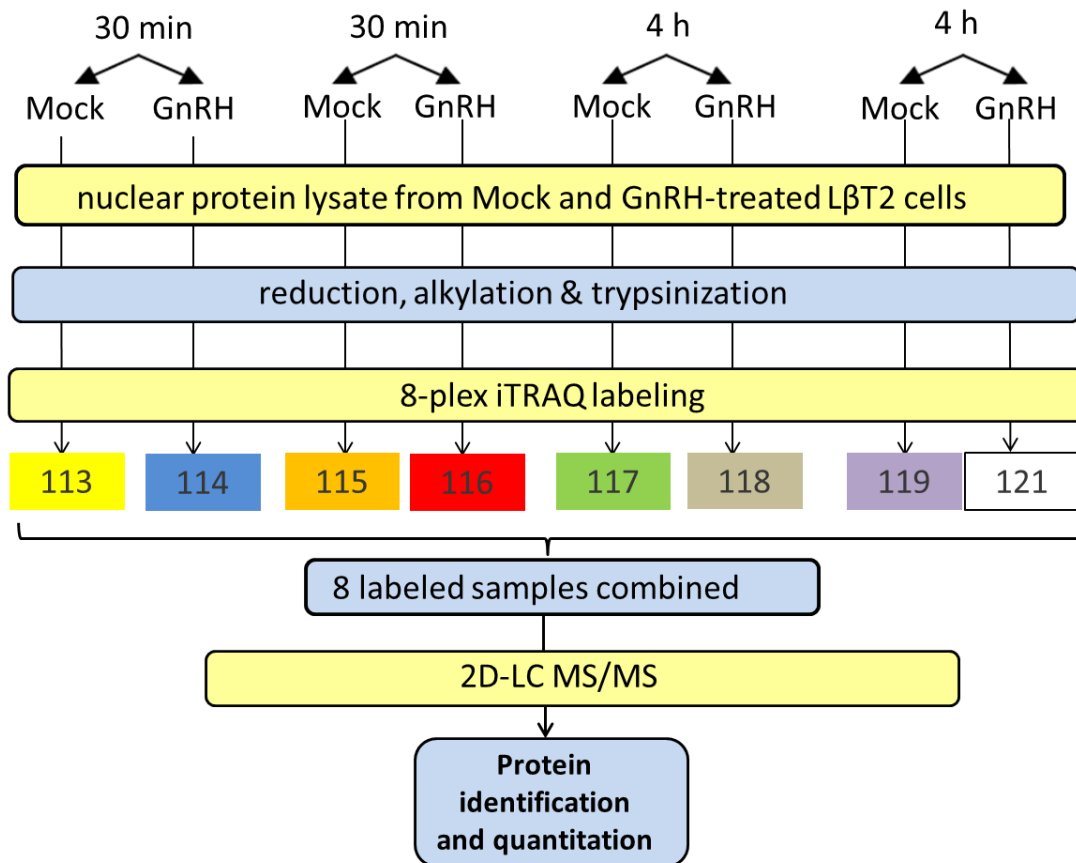 30 min 30 min 4 h 4 h
Mock GnRH Mock GnRH Mock GnRH Mock GnRH
nuclear protein lysate from Mock and GnRH-treated LβT2 cells
reduction, alkylation & trypsinization
8-plex iTRAQ labeling
113 114 115 116 117 118 119 121
8 labeled samples combined
2D-LC MS/MS
Protein
identification
and quantitation